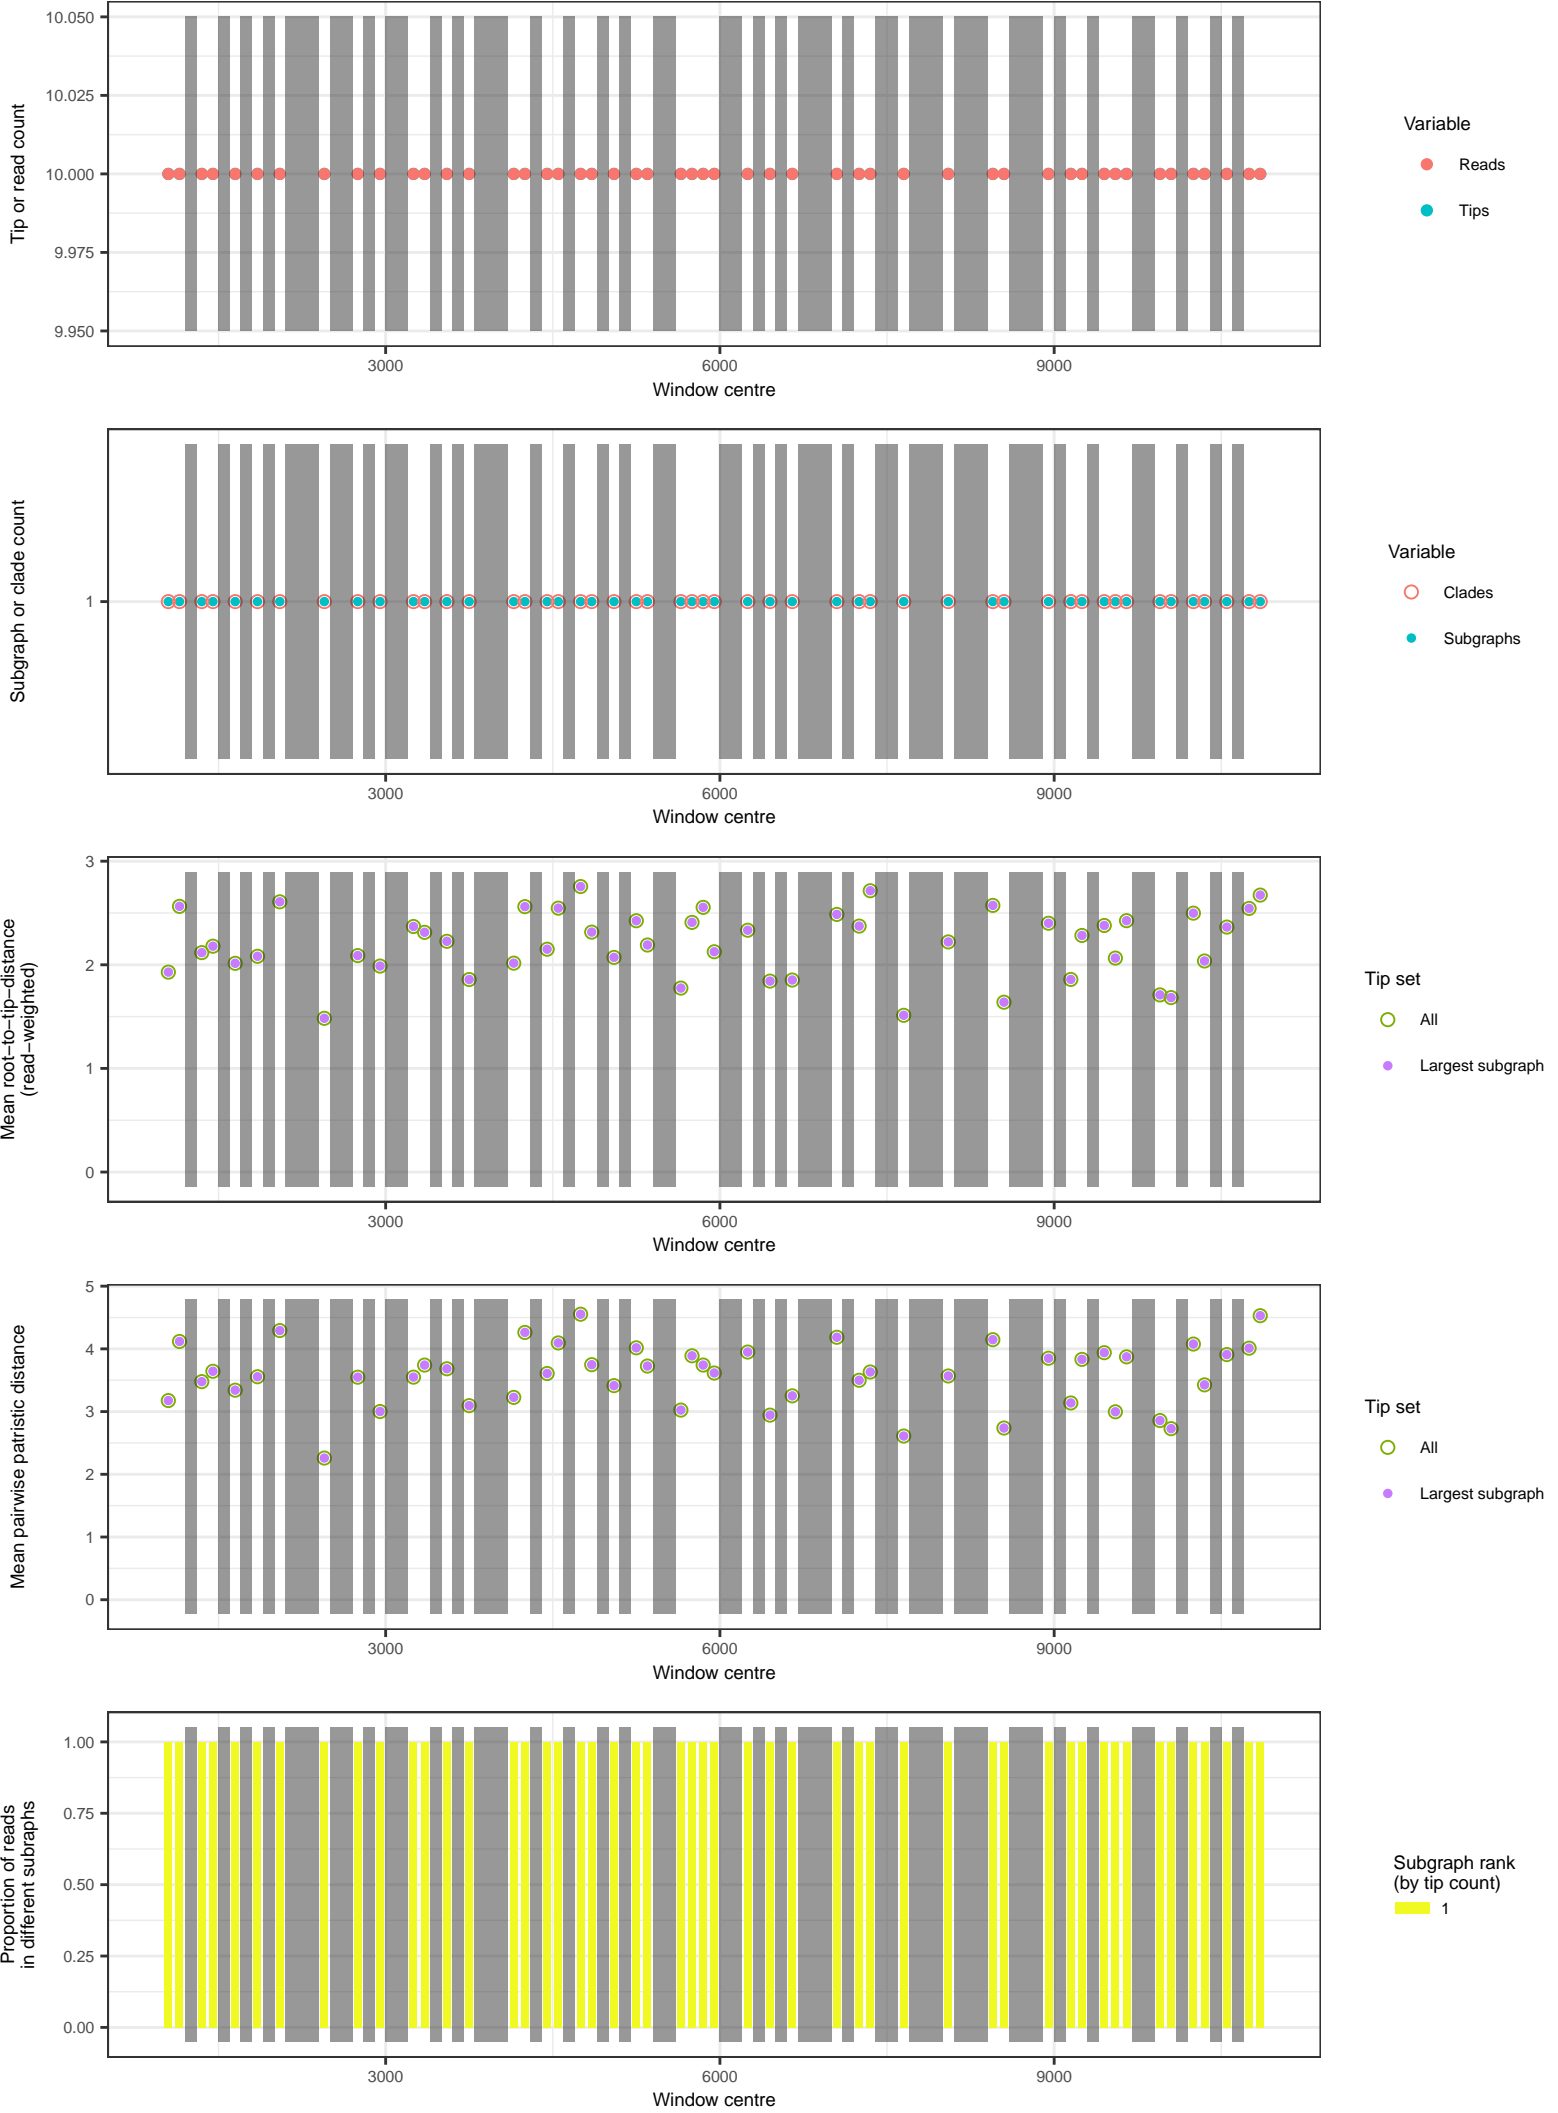 10.050
10.025
10.000
9.975
9.950
Tip or read count
3000
6000
9000
Window centre
Variable
Reads
Tips
1
Subgraph or clade count
3000
6000
9000
Window centre
Variable
Clades
Subgraphs
3
2
1
0
Mean root−to−tip−distance
(read−weighted)
3000
6000
9000
Window centre
Tip set
All
Largest subgraph
5
4
3
2
1
0
Mean pairwise patristic distance
3000
6000
9000
Window centre
Tip set
All
Largest subgraph
1.00
0.75
0.50
0.25
0.00
Proportion of reads
in different subraphs
3000
6000
9000
Window centre
Subgraph rank
(by tip count)
1